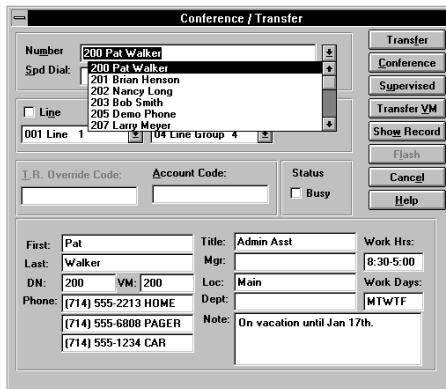 Conference / Transfer
Number 200 Pat Walker
Spd Dial:
200 Pat Walker
201 Brian Henson
202 Nancy Long
203 Bob Smith
205 Demo Phone
207 Larry Meyer
Line
001 Line 1
04 Line Group 4
Transfer
Conference
Supervised
Transfer VM
Show Record
Flash
Cancel
Help
T.R. Override Code:
Account Code:
Status
Busy
First: Pat
Last: Walker
DN: 200 VM: 200
Phone: (714) 555-2213 HOME
(714) 555-6808 PAGER
(714) 555-1234 CAR
Title: Admin Asst
Mgr:
Loc: Main
Dept:
Note: On vacation until Jan 17th.
Work Hrs:
8:30-5:00
Work Days:
MTWTF